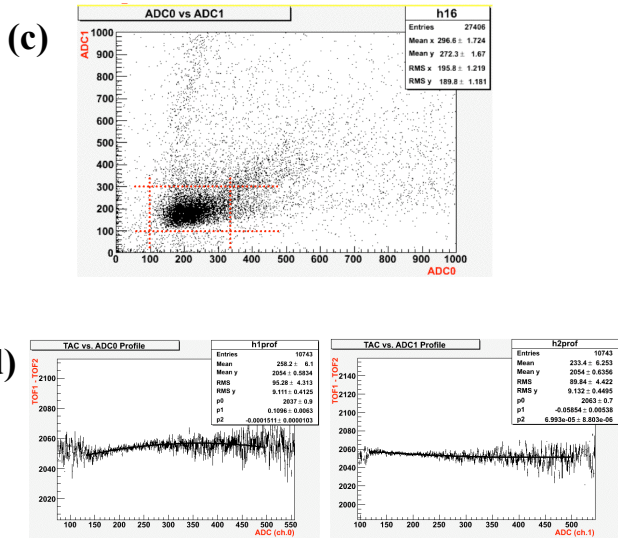 (c)
ADC0 vs ADC1
h16
Entries 27406
Mean x 296.6 ± 1.724
Mean y 272.3 ± 1.67
RMS x 195.8 ± 1.219
RMS y 189.8 ± 1.181
ADC1
1000
900
800
700
600
500
400
300
200
100
0
0 100 200 300 400 500 600 700 800 900 1000
ADC0
d)
TAC vs. ADC0 Profile
h1prof
Entries 10743
Mean 258.2 ± 6.1
Mean y 2054 ± 0.5834
RMS 95.28 ± 4.313
RMS y 9.111 ± 0.4125
p0 2037 ± 0.9
p1 0.1096 ± 0.0063
p2 -0.0001511 ± 0.0000103
TOF1 - TOF2
2100
2080
2060
2040
2020
100 150 200 250 300 350 400 450 500 550
ADC (ch.0)
TAC vs. ADC1 Profile
h2prof
Entries 10743
Mean 233.4 ± 6.253
Mean y 2054 ± 0.6356
RMS 89.84 ± 4.422
RMS y 9.132 ± 0.4495
p0 2063 ± 0.7
p1 -0.05854 ± 0.00538
p2 6.993e-05 ± 8.803e-06
TOF1 - TOF2
2140
2120
2100
2080
2060
2040
2020
2000
100 150 200 250 300 350 400 450 500
ADC (ch.1)